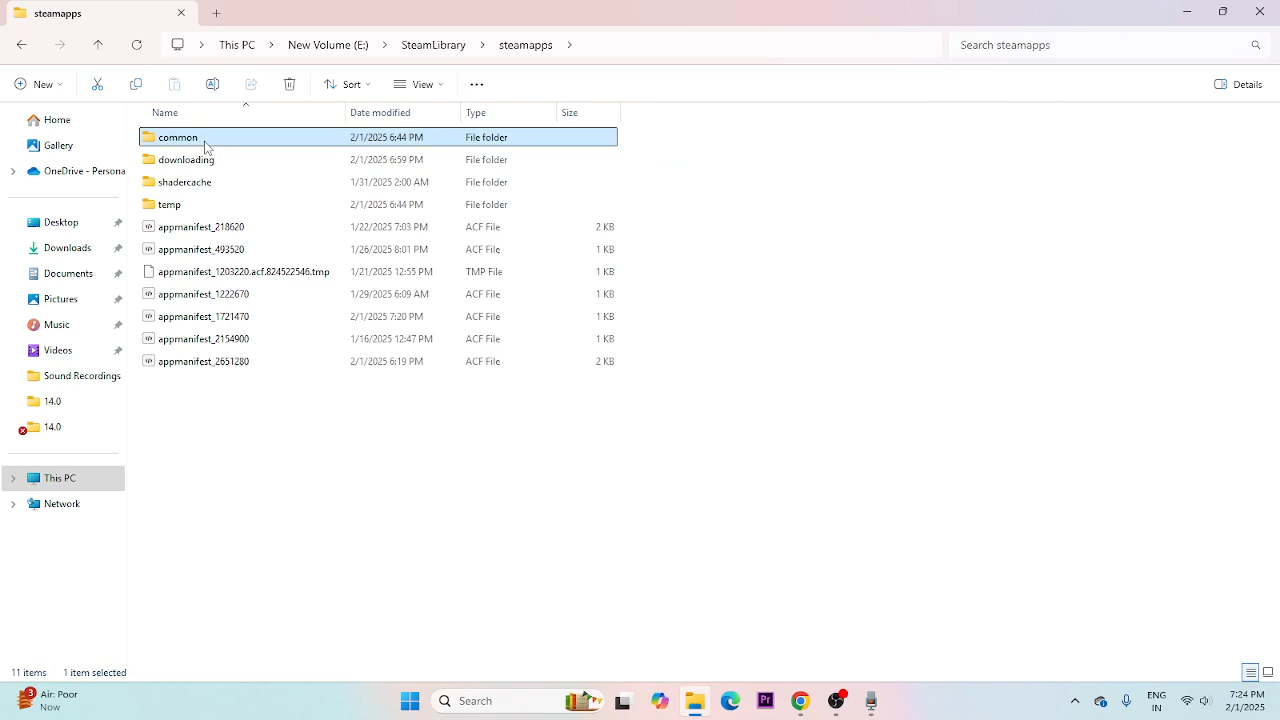 steamapps
This PC > New Volume (E:) > SteamLibrary > steamapps >
Search steamapps
New
Sort
View
Details
Name Date modified Type Size
common 2/1/2025 6:44 PM File folder
downloading 2/1/2025 6:59 PM File folder
shadercache 1/31/2025 2:00 AM File folder
temp 2/1/2025 6:44 PM File folder
appmanifest_218620 1/22/2025 7:03 PM ACF File 2 KB
appmanifest_493520 1/26/2025 8:01 PM ACF File 1 KB
appmanifest_1203220.acf.824522546.tmp 1/21/2025 12:55 PM TMP File 1 KB
appmanifest_1222670 1/29/2025 6:09 AM ACF File 1 KB
appmanifest_1721470 2/1/2025 7:20 PM ACF File 1 KB
appmanifest_2154900 1/16/2025 12:47 PM ACF File 1 KB
appmanifest_2651280 2/1/2025 6:19 PM ACF File 2 KB
Home
Gallery
OneDrive - Persona
Desktop
Downloads
Documents
Pictures
Music
Videos
Sound Recordings
14.0
14.0
This PC
Network
11 items 1 item selected
3
Air: Poor
Now
Search
Pr
ENG
IN
7:24 PM
2/1/2025